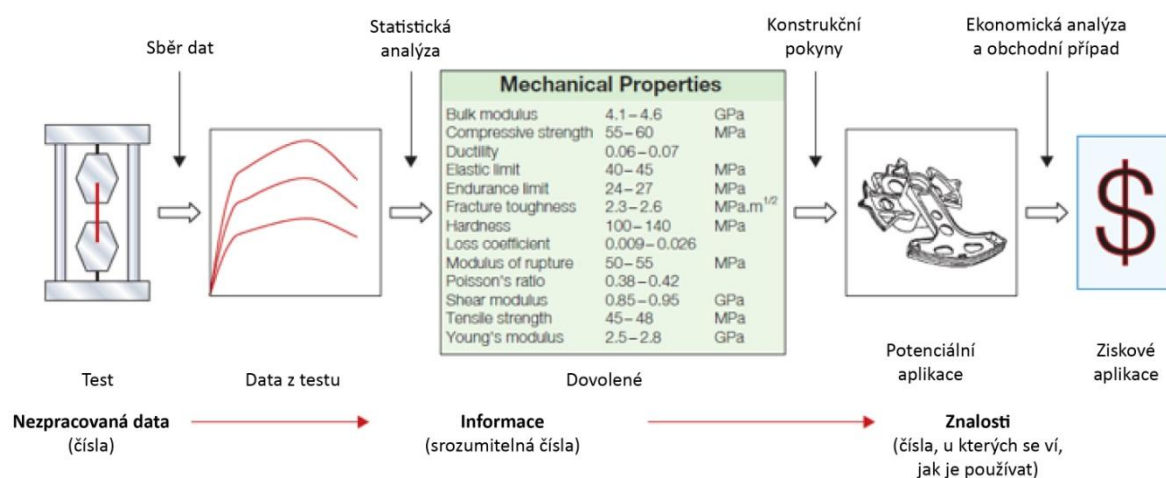 Sběr dat
Statistická
analýza
Konstrukční
pokyny
Ekonomická analýza
a obchodní případ
Mechanical Properties
Bulk modulus 4.1–4.6 GPa
Compressive strength 55–60 MPa
Ductility 0.06–0.07
Elastic limit 40–45 MPa
Endurance limit 24–27 MPa
Fracture toughness 2.3–2.6 MPa.m1/2
Hardness 100–140 MPa
Loss coefficient 0.009–0.026
Modulus of rupture 50–55 MPa
Poisson's ratio 0.38–0.42
Shear modulus 0.85–0.95 GPa
Tensile strength 45–48 MPa
Young's modulus 2.5–2.8 GPa
$
Test
Data z testu
Dovolené
Potenciální
aplikace
Ziskové
aplikace
Nezpracovaná data
(čísla)
Informace
(srozumitelná čísla)
Znalosti
(čísla, u kterých se ví,
jak je používat)